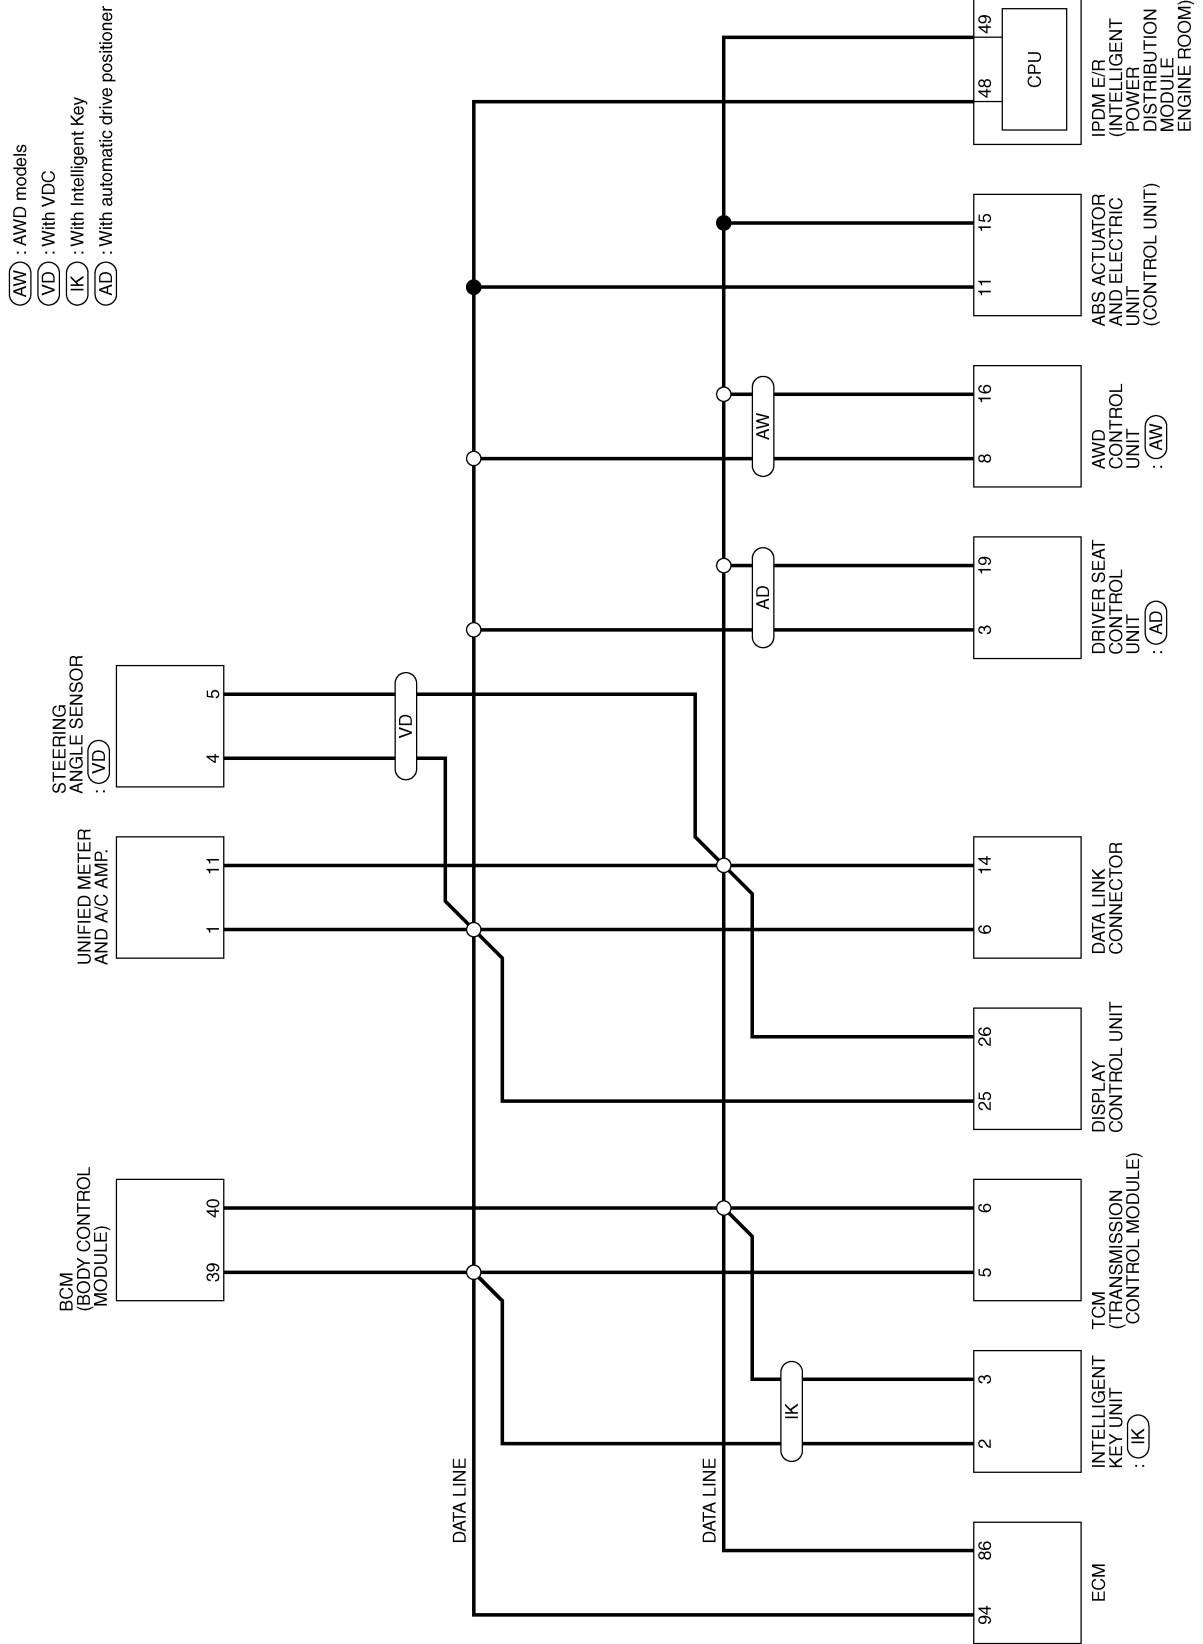 AW : AWD models
VD : With VDC
IK : With Intelligent Key
AD : With automatic drive positioner
BCM
(BODY CONTROL
MODULE)
39
40
UNIFIED METER
AND A/C AMP.
1
11
STEERING
ANGLE SENSOR
: VD
4
5
VD
DATA LINE
DATA LINE
IK
AD
AW
94
86
ECM
2
3
INTELLIGENT
KEY UNIT
: IK
5
6
TCM
(TRANSMISSION
CONTROL MODULE)
25
26
DISPLAY
CONTROL UNIT
6
14
DATA LINK
CONNECTOR
3
19
DRIVER SEAT
CONTROL
UNIT
: AD
8
16
AWD
CONTROL
UNIT
: AW
11
15
ABS ACTUATOR
AND ELECTRIC
UNIT
(CONTROL UNIT)
48
49
CPU
IPDM E/R
(INTELLIGENT
POWER
DISTRIBUTION
MODULE
ENGINE ROOM)